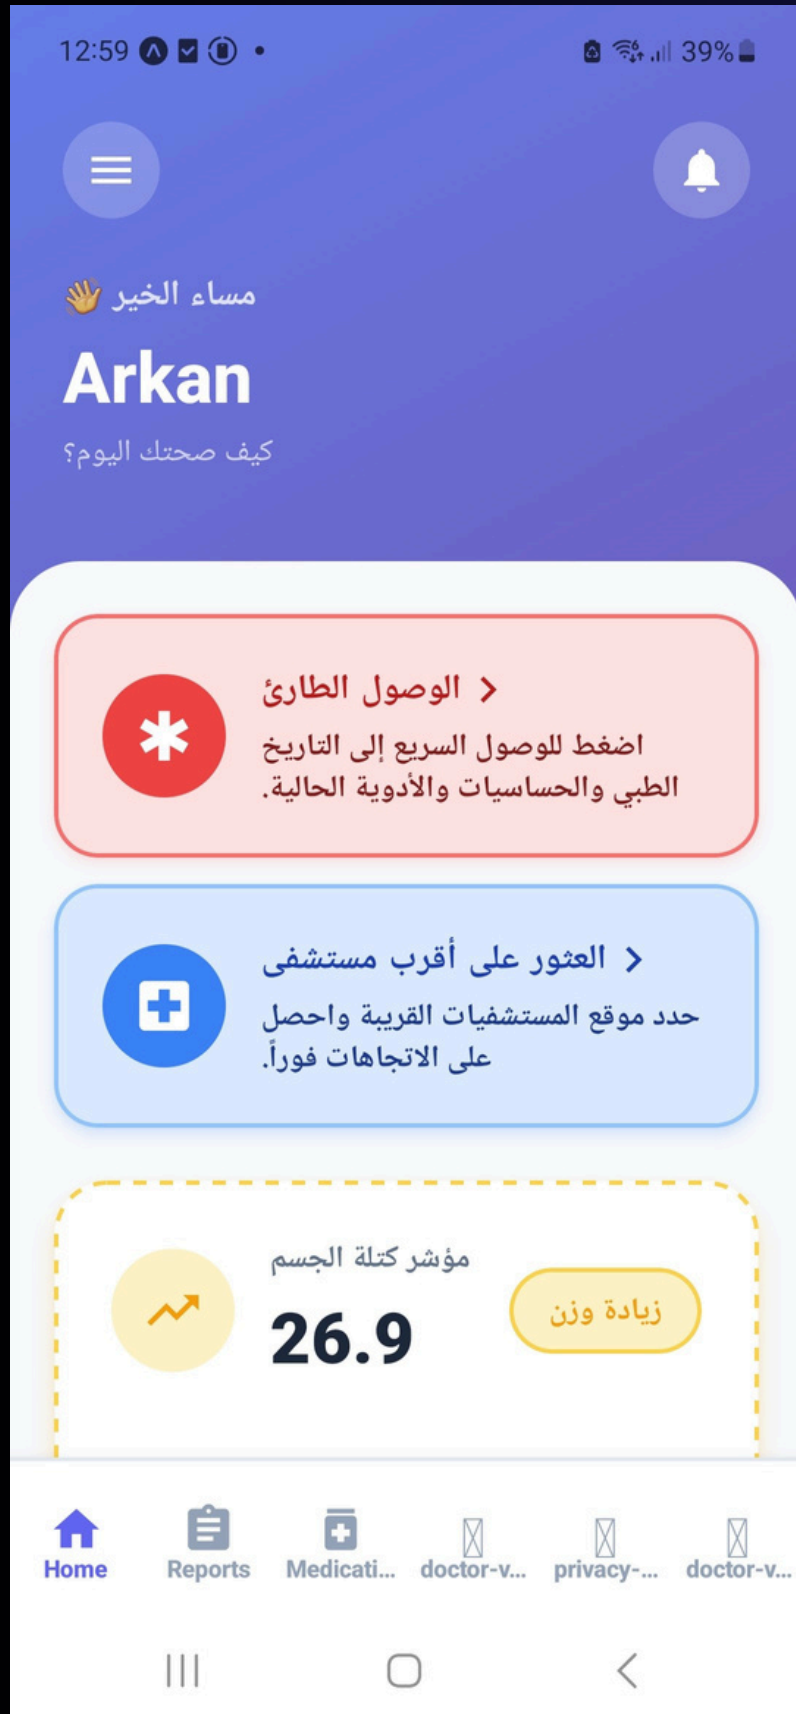 12:59
39%
مساء الخير 👋
Arkan
كيف صحتك اليوم؟
الوصول الطارئ
اضغط للوصول السريع إلى التاريخ
الطبي والحساسيات والأدوية الحالية.
العثور على أقرب مستشفى
حدد موقع المستشفيات القريبة واحصل
على الاتجاهات فوراً.
مؤشر كتلة الجسم
26.9
زيادة وزن
Home
Reports
Medicati...
doctor-v...
privacy-...
doctor-v...